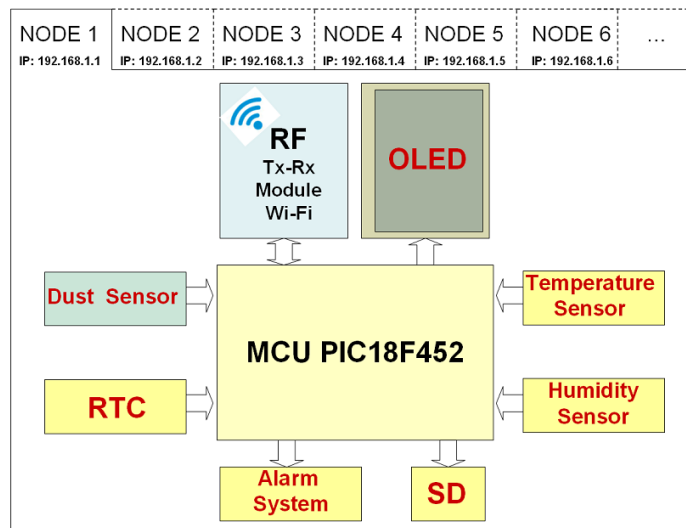 NODE 1 NODE 2 NODE 3 NODE 4 NODE 5 NODE 6 ...
IP: 192.168.1.1 IP: 192.168.1.2 IP: 192.168.1.3 IP: 192.168.1.4 IP: 192.168.1.5 IP: 192.168.1.6
RF
Tx-Rx
Module
Wi-Fi
OLED
Dust Sensor
Temperature
Sensor
MCU PIC18F452
RTC
Humidity
Sensor
Alarm
System
SD